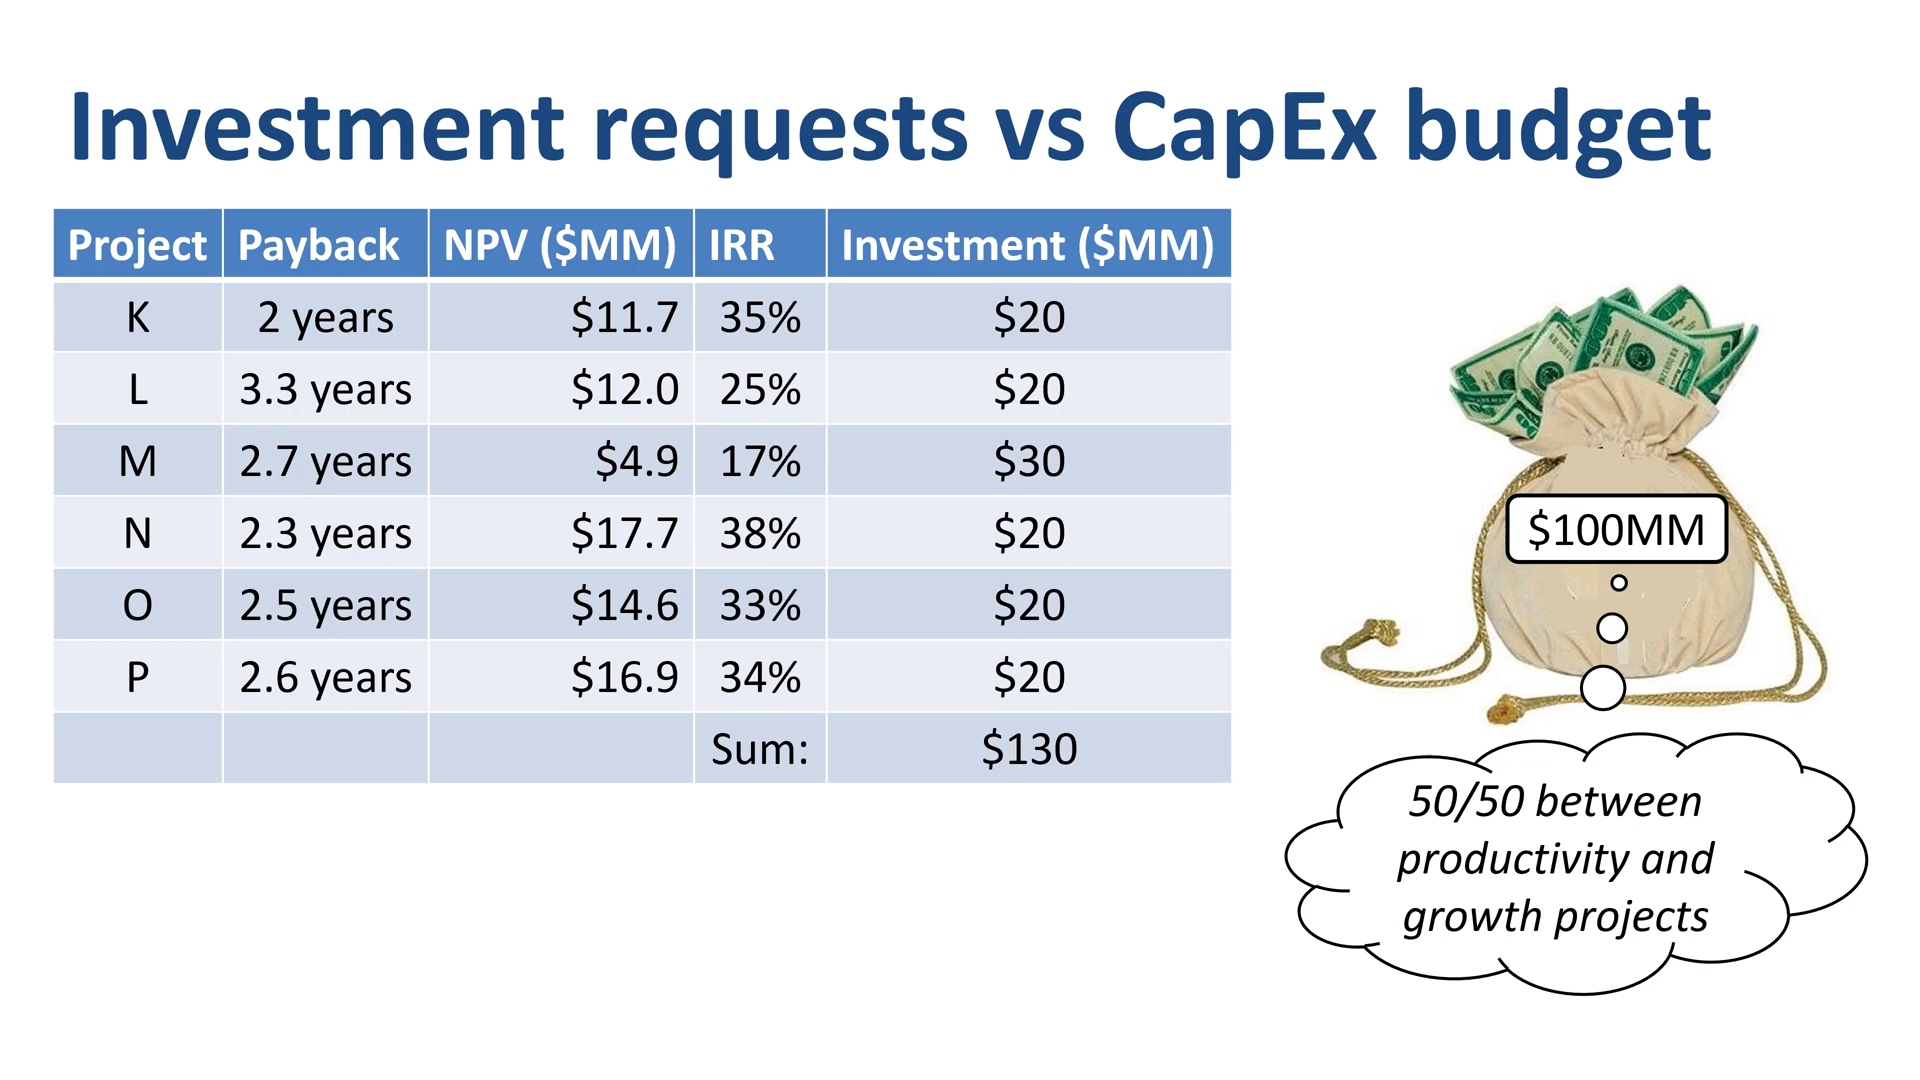 Investment requests vs CapEx budget
Project Payback NPV ($MM) IRR Investment ($MM)
K 2 years $11.7 35% $20
L 3.3 years $12.0 25% $20
M 2.7 years $4.9 17% $30
N 2.3 years $17.7 38% $20
O 2.5 years $14.6 33% $20
P 2.6 years $16.9 34% $20
Sum: $130
$100MM
50/50 between
productivity and
growth projects